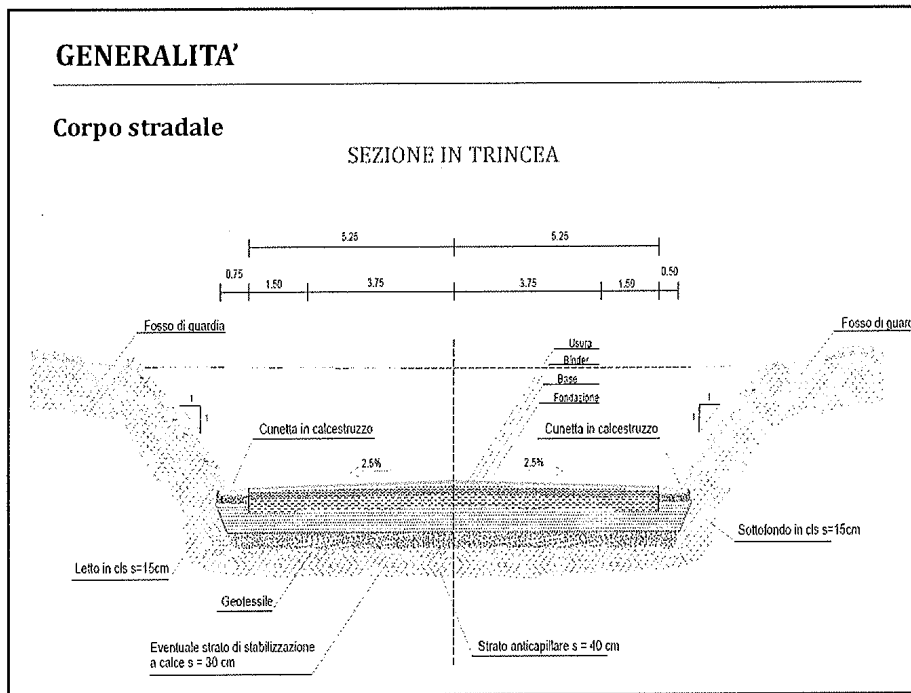 GENERALITA'
Corpo stradale
SEZIONE IN TRINCEA
5.25 5.25
0.75 1.50 3.75 3.75 1.50 0.50
Fosso di guardia
Fosso di guard
Usura
Binder
Base
Fondazione
1 1
1 1
Cunetta in calcestruzzo
Cunetta in calcestruzzo
2.5% 2.5%
Sottofondo in cls s=15cm
Letto in cls s=15cm
Geotessile
Eventuale strato di stabilizzazione
a calce s = 30 cm
Strato anticapillare s = 40 cm